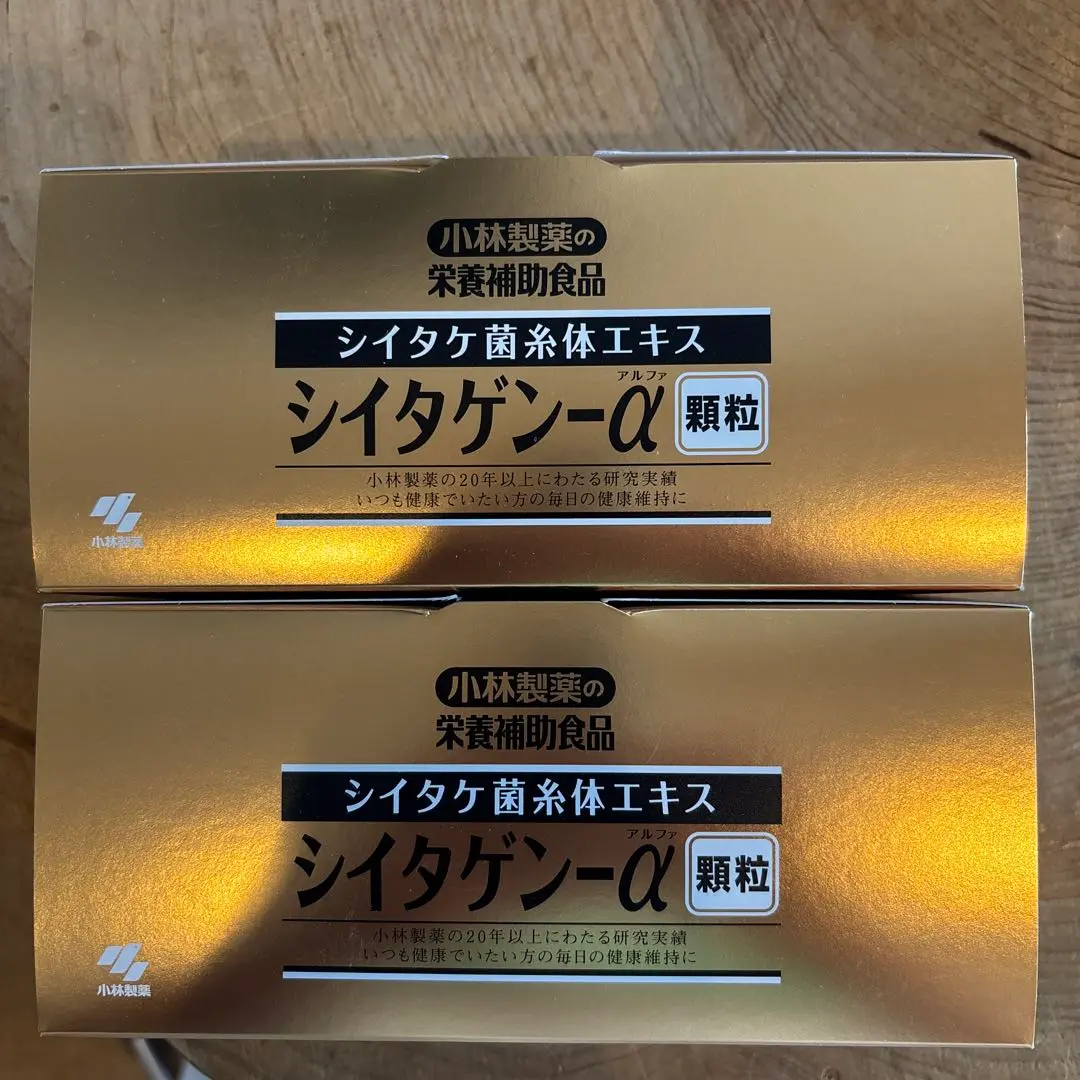 小林製薬の
栄養補助食品
シイタケ菌糸体エキス
アルファ
シイタゲン-α 顆粒
小林製薬の20年以上にわたる研究実績
いつも健康でいたい方の毎日の健康維持に
小林製薬
小林製薬の
栄養補助食品
シイタケ菌糸体エキス
アルファ
シイタゲン-α 顆粒
小林製薬の20年以上にわたる研究実績
いつも健康でいたい方の毎日の健康維持に
小林製薬